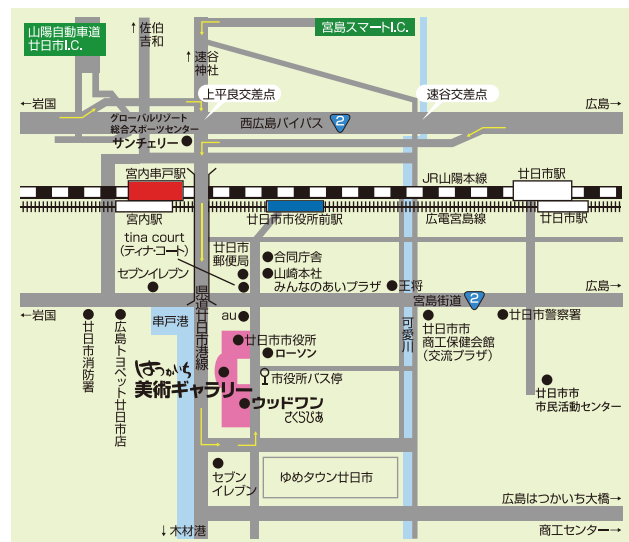 山陽自動車道
廿日市I.C.
↑佐伯
吉和
↑速谷
神社
宮島スマートI.C.
上平良交差点
速谷交差点
←岩国
広島→
グローバルリゾート
総合スポーツセンター
サンチェリー
西広島バイパス
2
宮内串戸駅
JR山陽本線
廿日市駅
宮内駅
廿日市市役所前駅
広電宮島線
廿日市駅
tina court
(ティナ・コート)
廿日市
郵便局
合同庁舎
山崎本社
みんなのあいプラザ
セブンイレブン
王将
広島→
宮島街道
2
←岩国
県道廿日市港線
串戸港
au
可愛川
廿日市消防署
広島トヨペット廿日市店
廿日市市役所
ローソン
廿日市市
商工保健会館
(交流プラザ)
廿日市警察署
はつかいち
美術ギャラリー
市役所バス停
ウッドワン
さくらぴあ
廿日市市
市民活動センター
セブン
イレブン
ゆめタウン廿日市
広島はつかいち大橋→
↓木材港
商工センター→